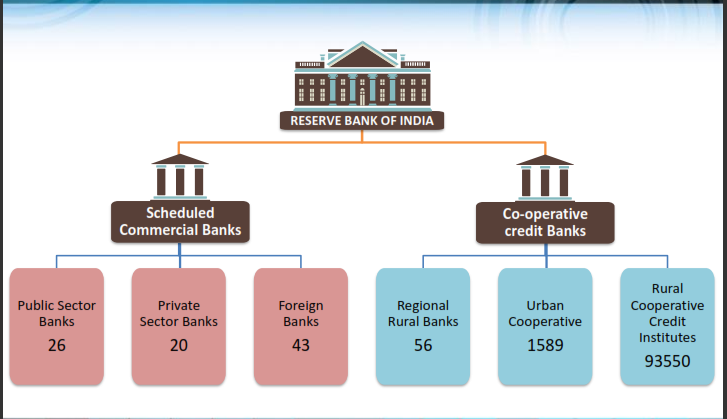 RESERVE BANK OF INDIA
Scheduled
Commercial Banks
Co-operative
credit Banks
Public Sector
Banks
26
Private
Sector Banks
20
Foreign
Banks
43
Regional
Rural Banks
56
Urban
Cooperative
1589
Rural
Cooperative
Credit
Institutes
93550